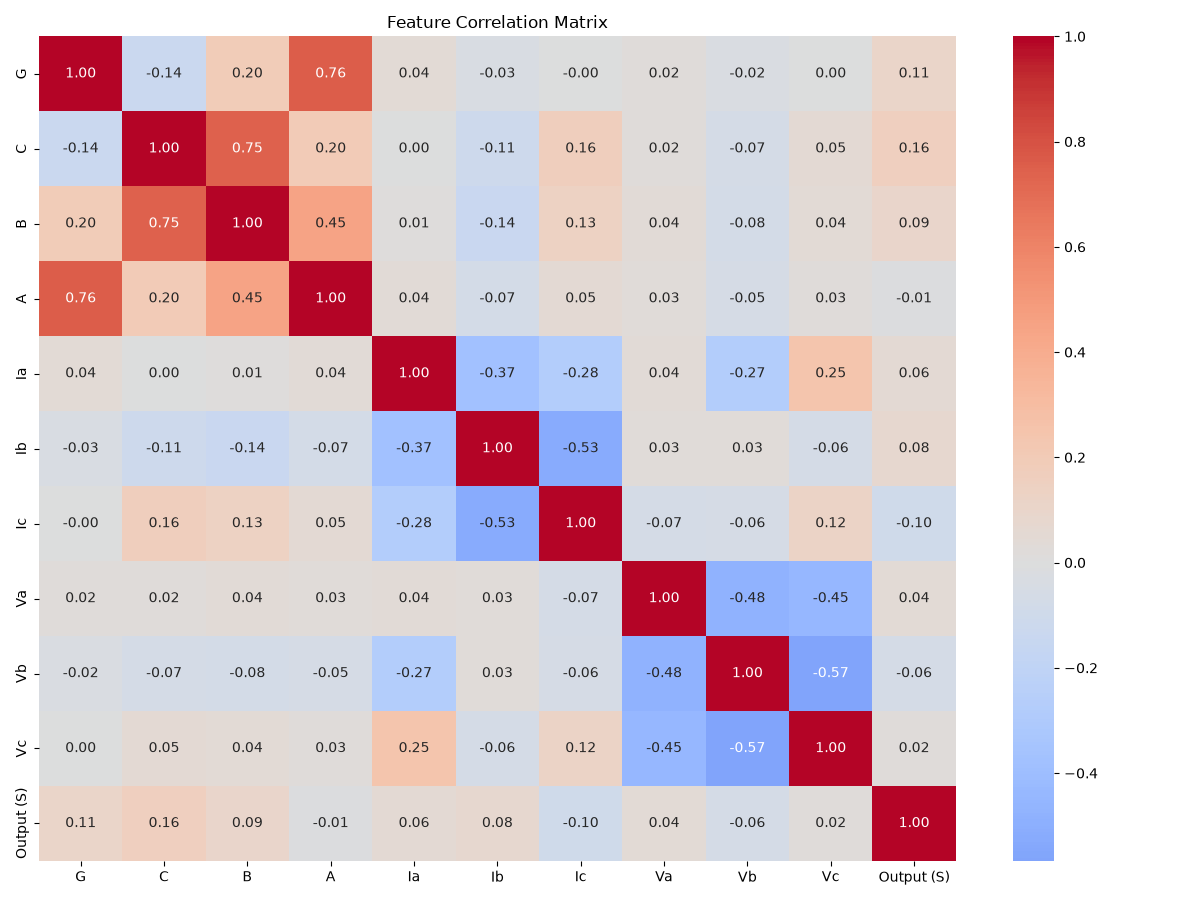 Feature Correlation Matrix
G 1.00 -0.14 0.20 0.76 0.04 -0.03 -0.00 0.02 -0.02 0.00 0.11
C -0.14 1.00 0.75 0.20 0.00 -0.11 0.16 0.02 -0.07 0.05 0.16
B 0.20 0.75 1.00 0.45 0.01 -0.14 0.13 0.04 -0.08 0.04 0.09
A 0.76 0.20 0.45 1.00 0.04 -0.07 0.05 0.03 -0.05 0.03 -0.01
Ia 0.04 0.00 0.01 0.04 1.00 -0.37 -0.28 0.04 -0.27 0.25 0.06
Ib -0.03 -0.11 -0.14 -0.07 -0.37 1.00 -0.53 0.03 0.03 -0.06 0.08
Ic -0.00 0.16 0.13 0.05 -0.28 -0.53 1.00 -0.07 -0.06 0.12 -0.10
Va 0.02 0.02 0.04 0.03 0.04 0.03 -0.07 1.00 -0.48 -0.45 0.04
Vb -0.02 -0.07 -0.08 -0.05 -0.27 0.03 -0.06 -0.48 1.00 -0.57 -0.06
Vc 0.00 0.05 0.04 0.03 0.25 -0.06 0.12 -0.45 -0.57 1.00 0.02
Output (S) 0.11 0.16 0.09 -0.01 0.06 0.08 -0.10 0.04 -0.06 0.02 1.00
G C B A Ia Ib Ic Va Vb Vc Output (S)
1.0
0.8
0.6
0.4
0.2
0.0
−0.2
−0.4